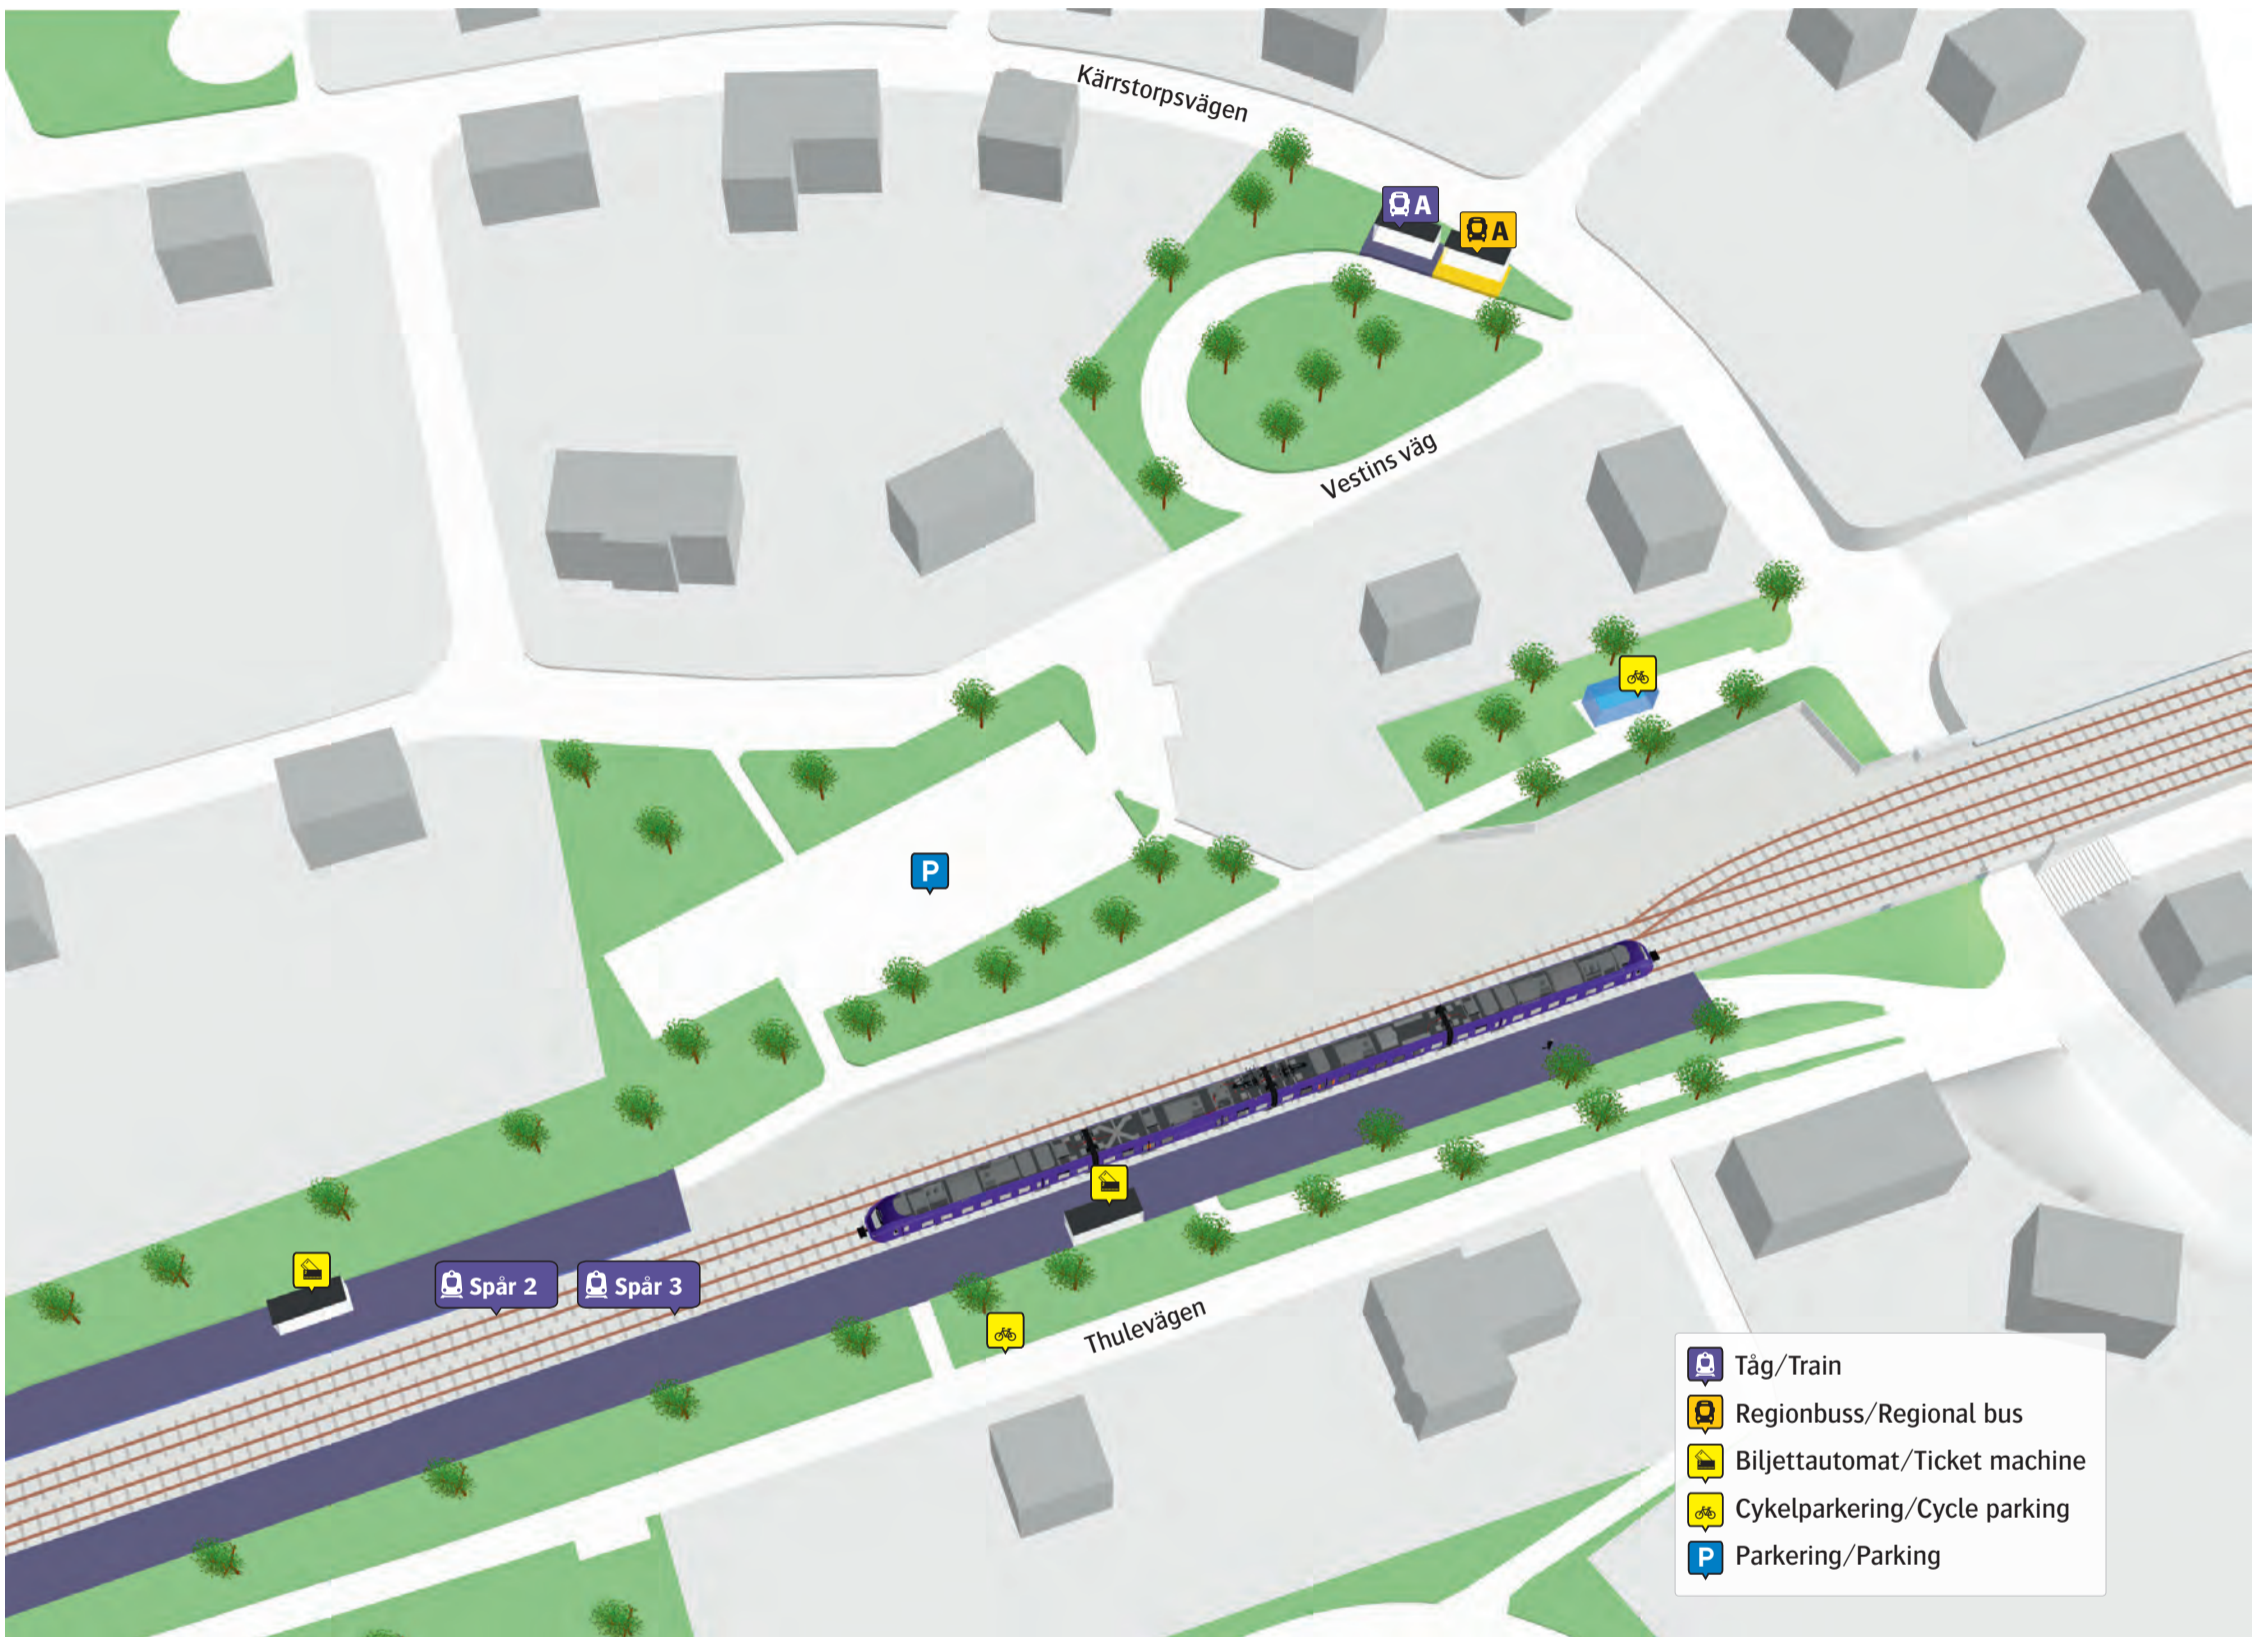 Kärrstorpsvägen
A
A
Vestins väg
P
Spår 2
Spår 3
Thulevägen
Tåg/Train
Regionbuss/Regional bus
Biljettautomat/Ticket machine
Cykelparkering/Cycle parking
P Parkering/Parking